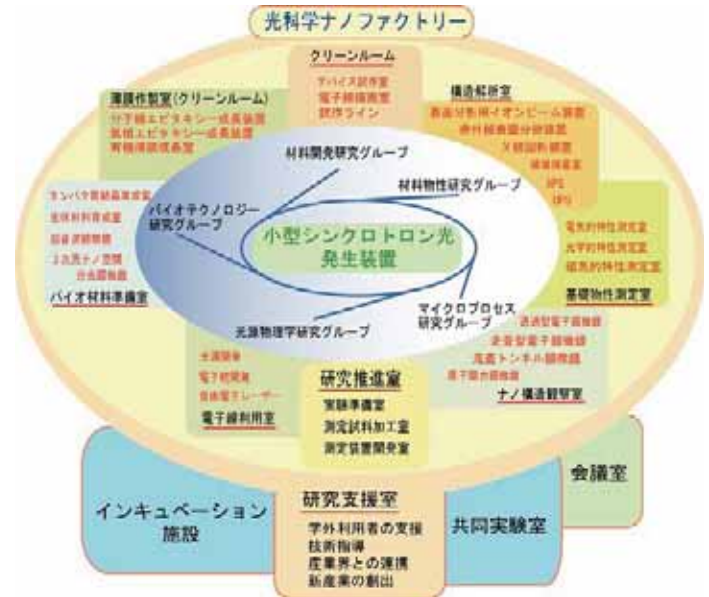 光科学ナノファクトリー
クリーンルーム
デバイス試作室
電子線描画室
試作ライン
薄膜作製室(クリーンルーム)
分子線エピタキシー成長装置
気相エピタキシー成長装置
有機薄膜成長室
構造解析室
表面分析用イオンビーム装置
X線回折装置
UPS
材料開発研究グループ
材料物性研究グループ
バイオテクノロジー
研究グループ
小型シンクロトロン光
発生装置
マイクロプロセス
研究グループ
光源物理学研究グループ
電気的特性測定室
光学的特性測定室
磁気的特性測定室
基礎物性測定室
バイオ材料準備室
透過型電子顕微鏡
走査型電子顕微鏡
走査トンネル顕微鏡
原子間力顕微鏡
ナノ構造観察室
自由電子レーザー
電子線利用室
研究推進室
実験準備室
測定試料加工室
測定装置開発室
インキュベーション
施設
研究支援室
学外利用者の支援
技術指導
産業界との連携
新産業の創出
共同実験室
会議室